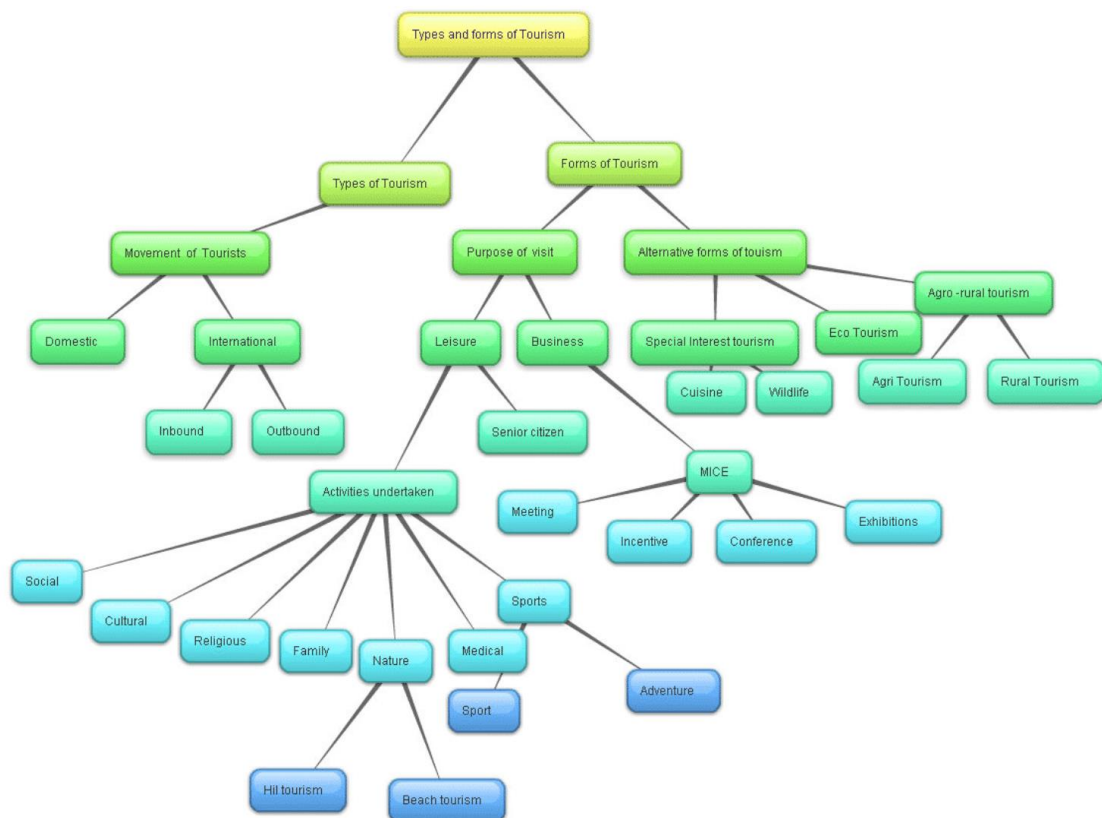 Types and forms of Tourism
Forms of Tourism
Types of Tourism
Movement of Tourists
Purpose of visit
Alternative forms of touism
Agro -rural tourism
Domestic
International
Leisure
Business
Special Interest tourism
Eco Tourism
Cuisine
Wildlife
Agri Tourism
Rural Tourism
Inbound
Outbound
Senior citizen
MICE
Activities undertaken
Meeting
Incentive
Conference
Exhibitions
Social
Cultural
Religious
Family
Nature
Medical
Sports
Sport
Adventure
Hil tourism
Beach tourism